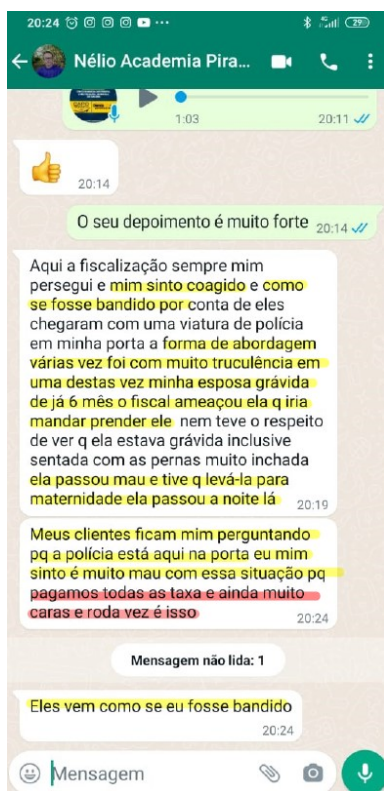 20:24
29
Nélio Academia Pira...
1:03
20:11
20:14
O seu depoimento é muito forte 20:14
Aqui a fiscalização sempre mim
persegui e mim sinto coagido e como
se fosse bandido por conta de eles
chegaram com uma viatura de polícia
em minha porta a forma de abordagem
várias vez foi com muito truculência em
uma destas vez minha esposa grávida
de já 6 mês o fiscal ameaçou ela q iria
mandar prender ele nem teve o respeito
de ver q ela estava grávida inclusive
sentada com as pernas muito inchada
ela passou mau e tive q levá-la para
maternidade ela passou a noite lá
20:19
Meus clientes ficam mim perguntando
pq a polícia está aqui na porta eu mim
sinto é muito mau com essa situação pq
pagamos todas as taxa e ainda muito
caras e roda vez é isso
20:24
Mensagem não lida: 1
Eles vem como se eu fosse bandido
20:24
Mensagem